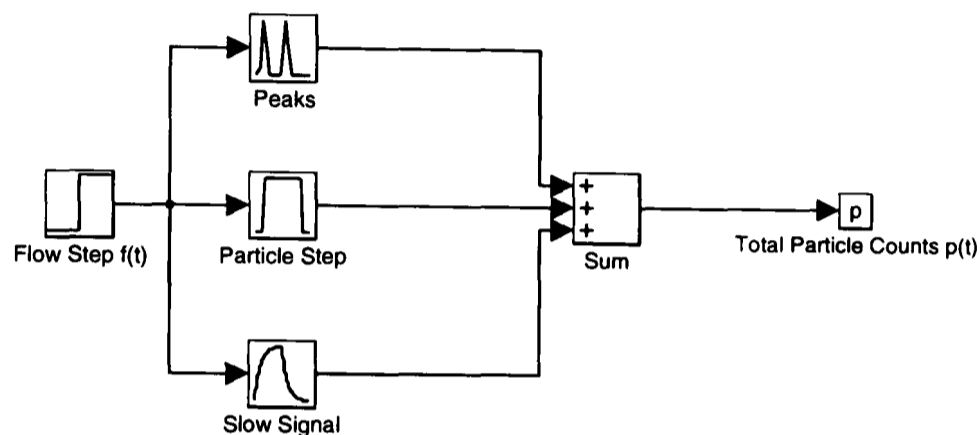 Peaks
Flow Step f(t)
Particle Step
+
+
+
Sum
p
Total Particle Counts p(t)
Slow Signal